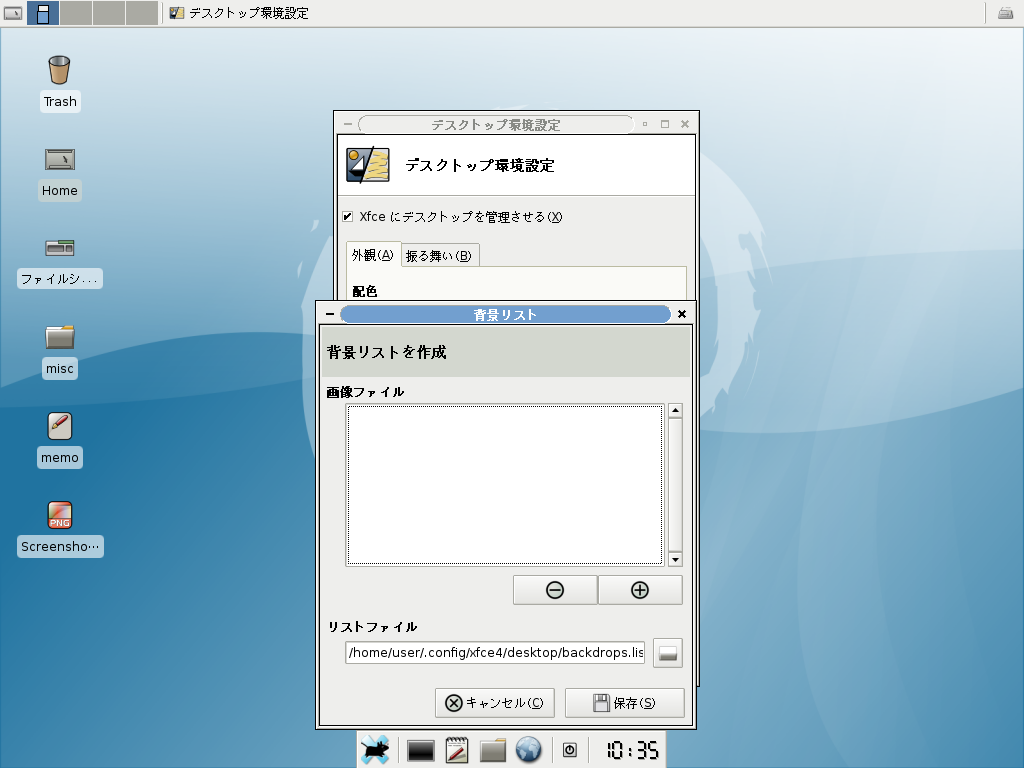 デスクトップ環境設定
Trash
Home
ファイルシ...
misc
memo
PNG
Screensho...
デスクトップ環境設定
デスクトップ環境設定
Xfce にデスクトップを管理させる(X)
外観(A)
振る舞い(B)
配色
背景リスト
背景リストを作成
画像ファイル
リストファイル
/home/user/.config/xfce4/desktop/backdrops.lis
キャンセル(C)
保存(S)
10:35